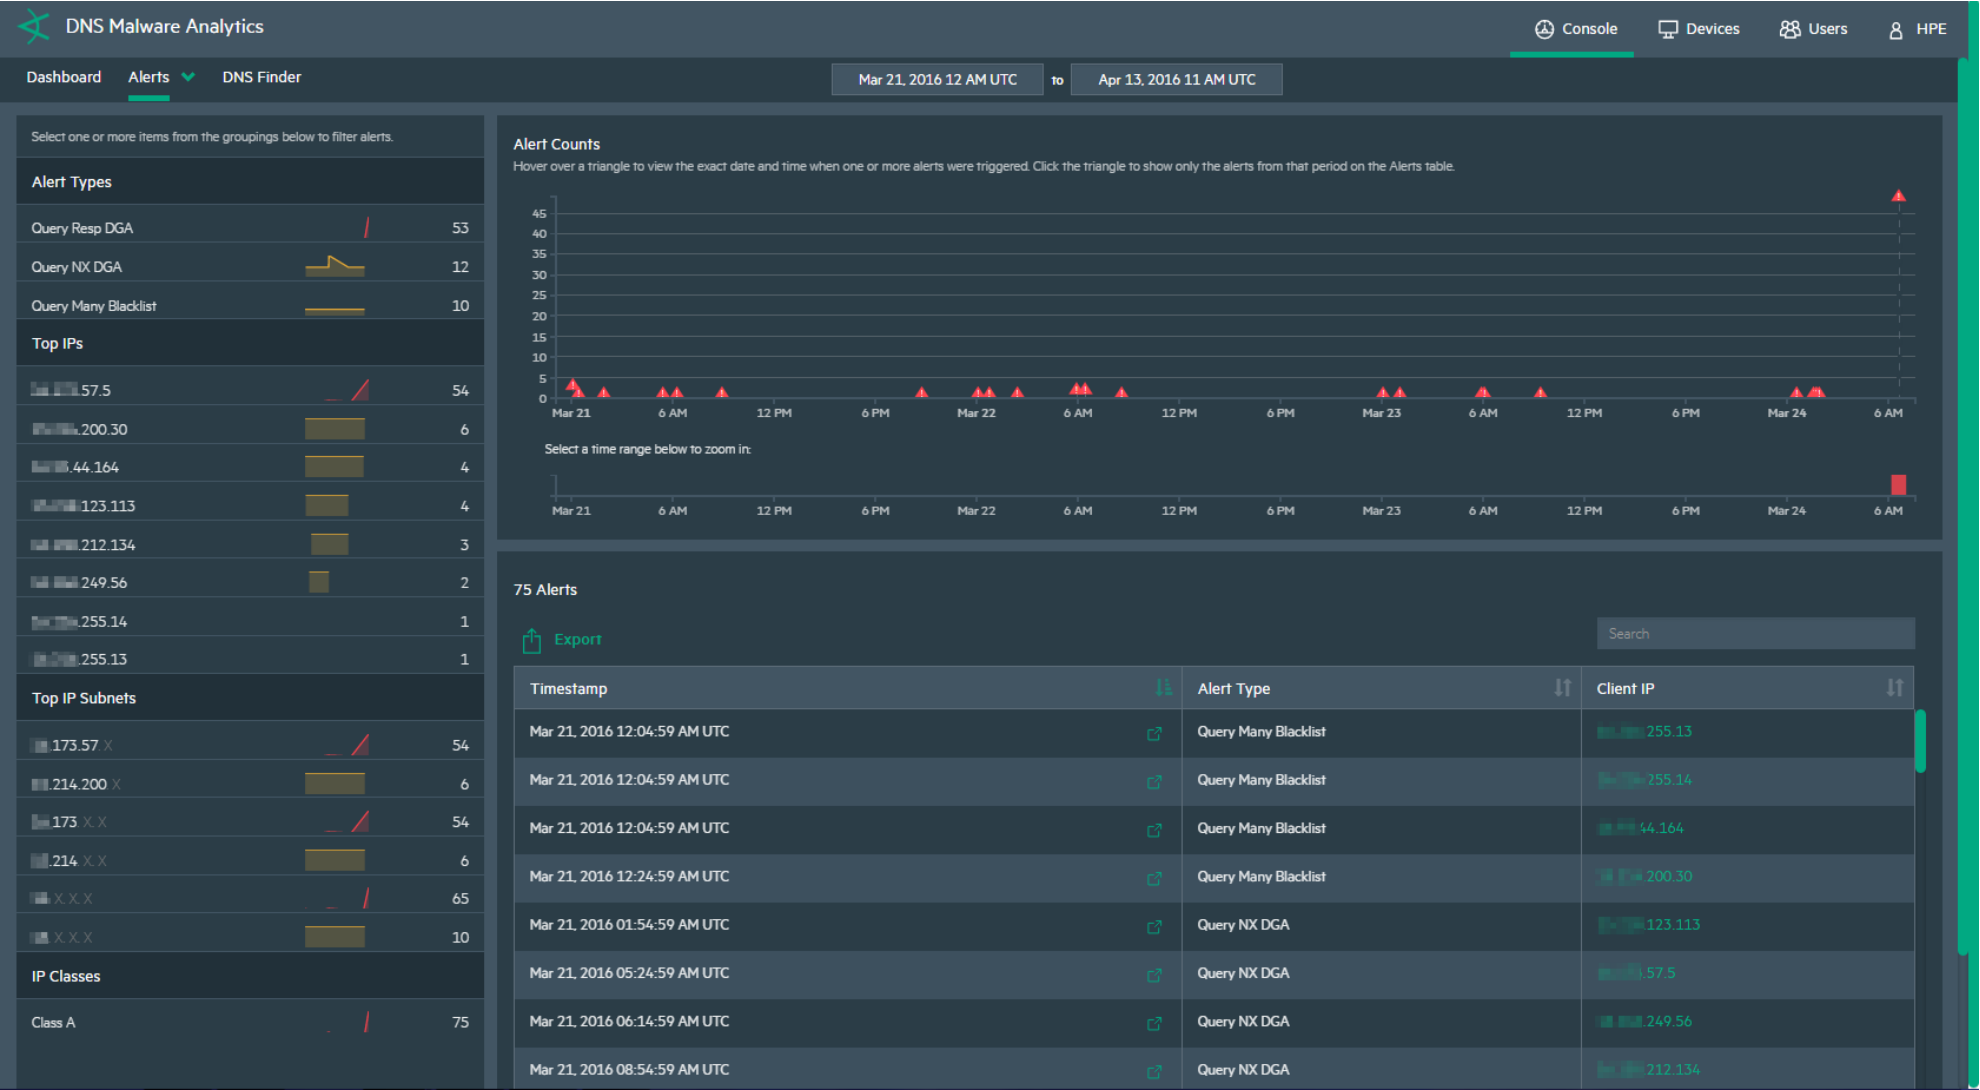 DNS Malware Analytics
Console Devices Users HPE
Dashboard Alerts DNS Finder
Mar 21, 2016 12 AM UTC to Apr 13, 2016 11 AM UTC
Select one or more items from the groupings below to filter alerts.
Alert Types
Query Resp DGA 53
Query NX DGA 12
Query Many Blacklist 10
Top IPs
.57.5 54
.200.30 6
.44.164 4
123.113 4
.212.134 3
249.56 2
.255.14 1
.255.13 1
Top IP Subnets
.173.57.X 54
.214.200.X 6
173.X.X 54
.214.X.X 6
.X.X.X 65
.X.X.X 10
IP Classes
Class A 75
Alert Counts
Hover over a triangle to view the exact date and time when one or more alerts were triggered. Click the triangle to show only the alerts from that period on the Alerts table.
45
40
35
30
25
20
15
10
5
0
Mar 21 6 AM 12 PM 6 PM Mar 22 6 AM 12 PM 6 PM Mar 23 6 AM 12 PM 6 PM Mar 24 6 AM
Select a time range below to zoom in:
Mar 21 6 AM 12 PM 6 PM Mar 22 6 AM 12 PM 6 PM Mar 23 6 AM 12 PM 6 PM Mar 24 6 AM
75 Alerts
Export Search
Timestamp Alert Type Client IP
Mar 21, 2016 12:04:59 AM UTC Query Many Blacklist 255.13
Mar 21, 2016 12:04:59 AM UTC Query Many Blacklist 255.14
Mar 21, 2016 12:04:59 AM UTC Query Many Blacklist 44.164
Mar 21, 2016 12:24:59 AM UTC Query Many Blacklist 200.30
Mar 21, 2016 01:54:59 AM UTC Query NX DGA 123.113
Mar 21, 2016 05:24:59 AM UTC Query NX DGA .57.5
Mar 21, 2016 06:14:59 AM UTC Query NX DGA .249.56
Mar 21, 2016 08:54:59 AM UTC Query NX DGA 212.134